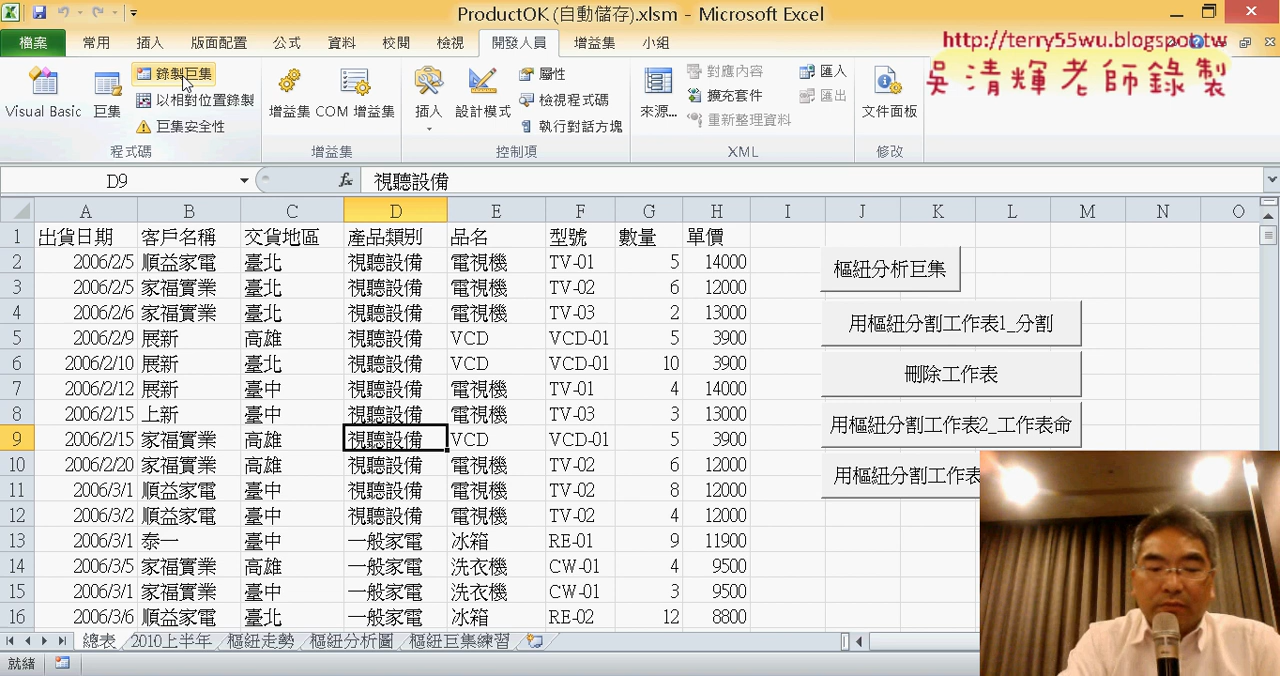 ProductOK (自動儲存).xlsm - Microsoft Excel
檔案 常用 插入 版面配置 公式 資料 校閱 檢視 開發人員 增益集 小組
http://terry55wu.blogspot.tw
吳清輝老師錄製
Visual Basic 巨集 錄製巨集 以相對位置錄製 巨集安全性
增益集 COM 增益集
插入 設計模式 屬性 檢視程式碼 執行對話方塊
來源... 對應內容 擴充套件 重新整理資料 匯入 匯出
文件面板
程式碼 增益集 控制項 XML 修改
D9 fx 視聽設備
A B C D E F G H I J K L M N O
1 出貨日期 客戶名稱 交貨地區 產品類別 品名 型號 數量 單價
2 2006/2/5 順益家電 臺北 視聽設備 電視機 TV-01 5 14000
3 2006/2/5 家福實業 臺北 視聽設備 電視機 TV-02 6 12000
4 2006/2/6 家福實業 臺北 視聽設備 電視機 TV-03 2 13000
5 2006/2/9 展新 高雄 視聽設備 VCD VCD-01 5 3900
6 2006/2/10 展新 臺北 視聽設備 VCD VCD-01 10 3900
7 2006/2/12 展新 臺中 視聽設備 電視機 TV-01 4 14000
8 2006/2/15 上新 臺中 視聽設備 電視機 TV-03 3 13000
9 2006/2/15 家福實業 高雄 視聽設備 VCD VCD-01 5 3900
10 2006/2/20 家福實業 高雄 視聽設備 電視機 TV-02 6 12000
11 2006/3/1 順益家電 臺中 視聽設備 電視機 TV-02 8 12000
12 2006/3/2 順益家電 臺中 視聽設備 電視機 TV-02 4 12000
13 2006/3/1 泰一 臺中 一般家電 冰箱 RE-01 9 11900
14 2006/3/5 家福實業 高雄 一般家電 洗衣機 CW-01 4 9500
15 2006/3/1 家福實業 臺中 一般家電 洗衣機 CW-01 3 9500
16 2006/3/6 順益家電 臺北 一般家電 冰箱 RE-02 12 8800
樞紐分析巨集
用樞紐分割工作表1_分割
刪除工作表
用樞紐分割工作表2_工作表命
用樞紐分割工作表
總表 2010上半年 樞紐走勢 樞紐分析圖 樞紐巨集練習
就緒